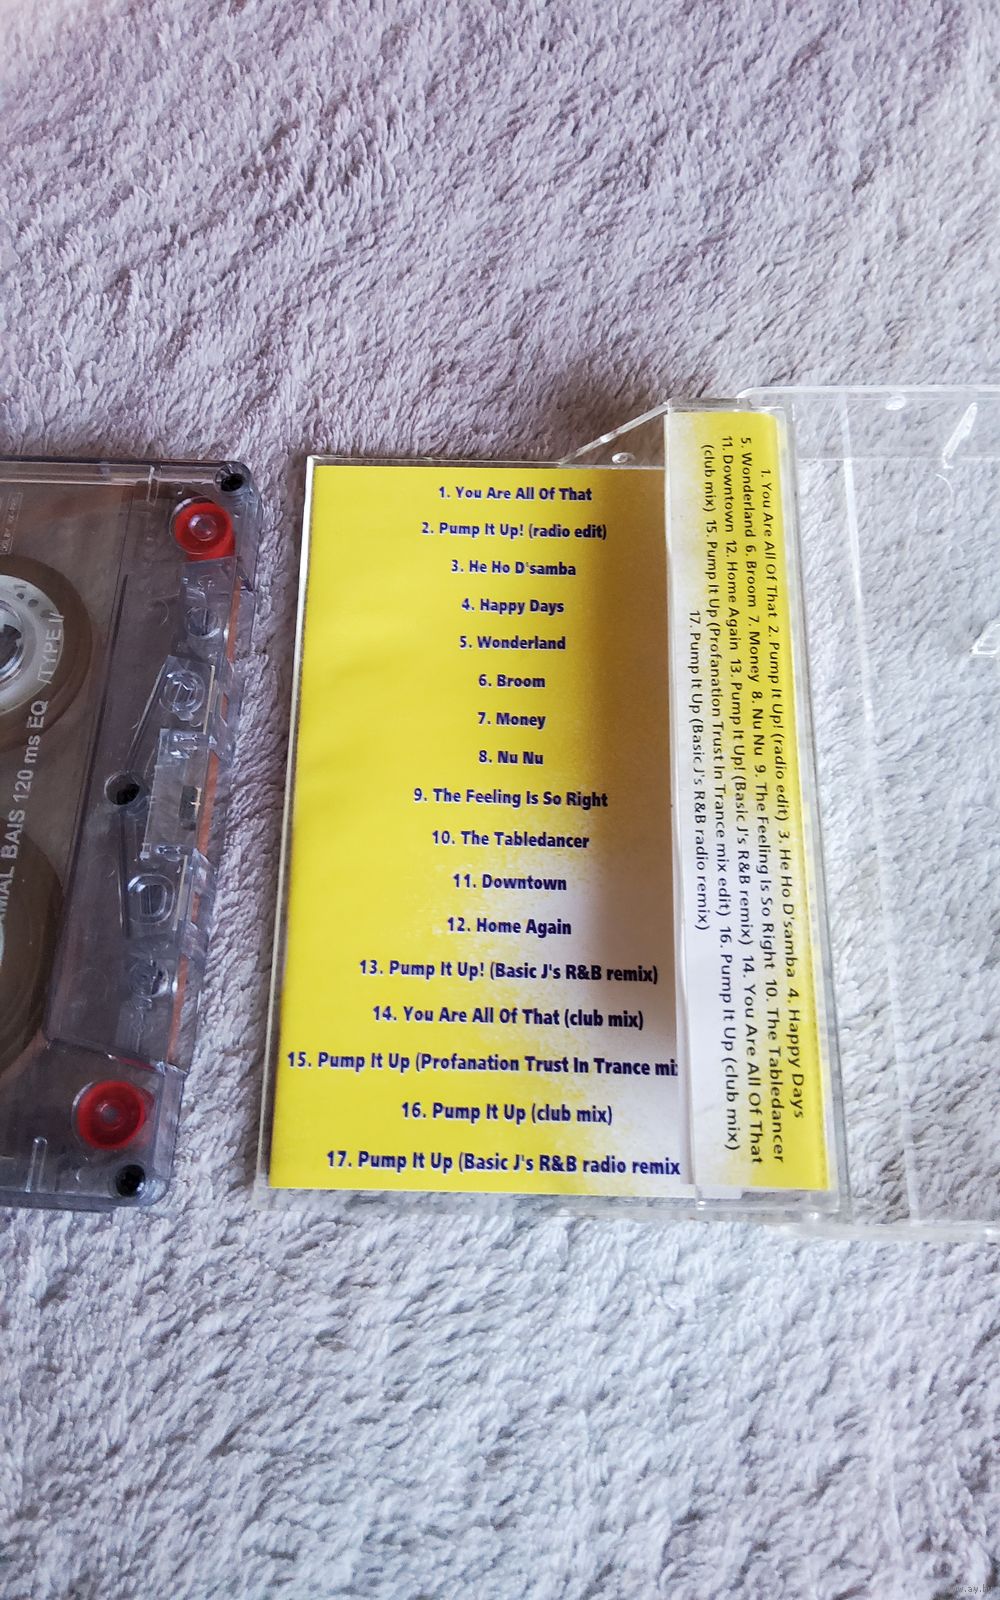 1. You Are All Of That
2. Pump It Up! (radio edit)
3. He Ho D'samba
4. Happy Days
5. Wonderland
6. Broom
7. Money
8. Nu Nu
9. The Feeling Is So Right
10. The Tabledancer
11. Downtown
12. Home Again
13. Pump It Up! (Basic J's R&B remix)
14. You Are All Of That (club mix)
15. Pump It Up (Profanation Trust In Trance mi
16. Pump It Up (club mix)
17. Pump It Up (Basic J's R&B radio remix
1. You Are All Of That 2. Pump It Up! (radio edit) 3. He Ho D'samba 4. Happy Days
5. Wonderland 6. Broom 7. Money 8. Nu Nu 9. The Feeling Is So Right 10. The Tabledancer
11. Downtown 12. Home Again 13. Pump It Up! (Basic J's R&B remix) 14. You Are All Of That
(club mix) 15. Pump It Up (Profanation Trust In Trance mix edit) 16. Pump It Up (club mix)
17. Pump It Up (Basic J's R&B radio remix)
MAL BAIS 120 ms EQ /TYPE I/